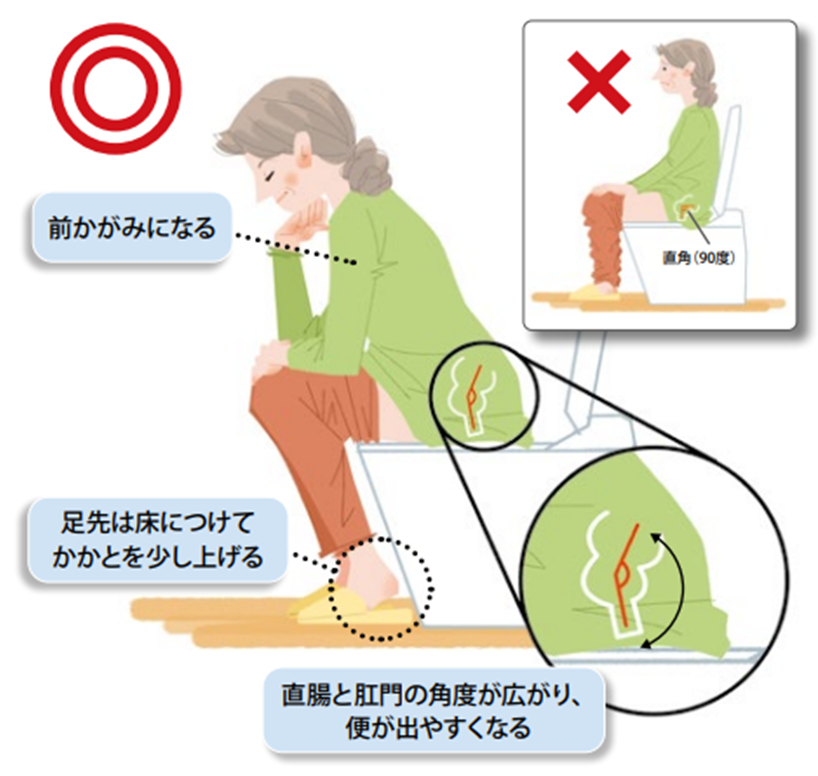 前かがみになる
直角（90度）
足先は床につけて
かかとを少し上げる
直腸と肛門の角度が広がり、
便が出やすくなる